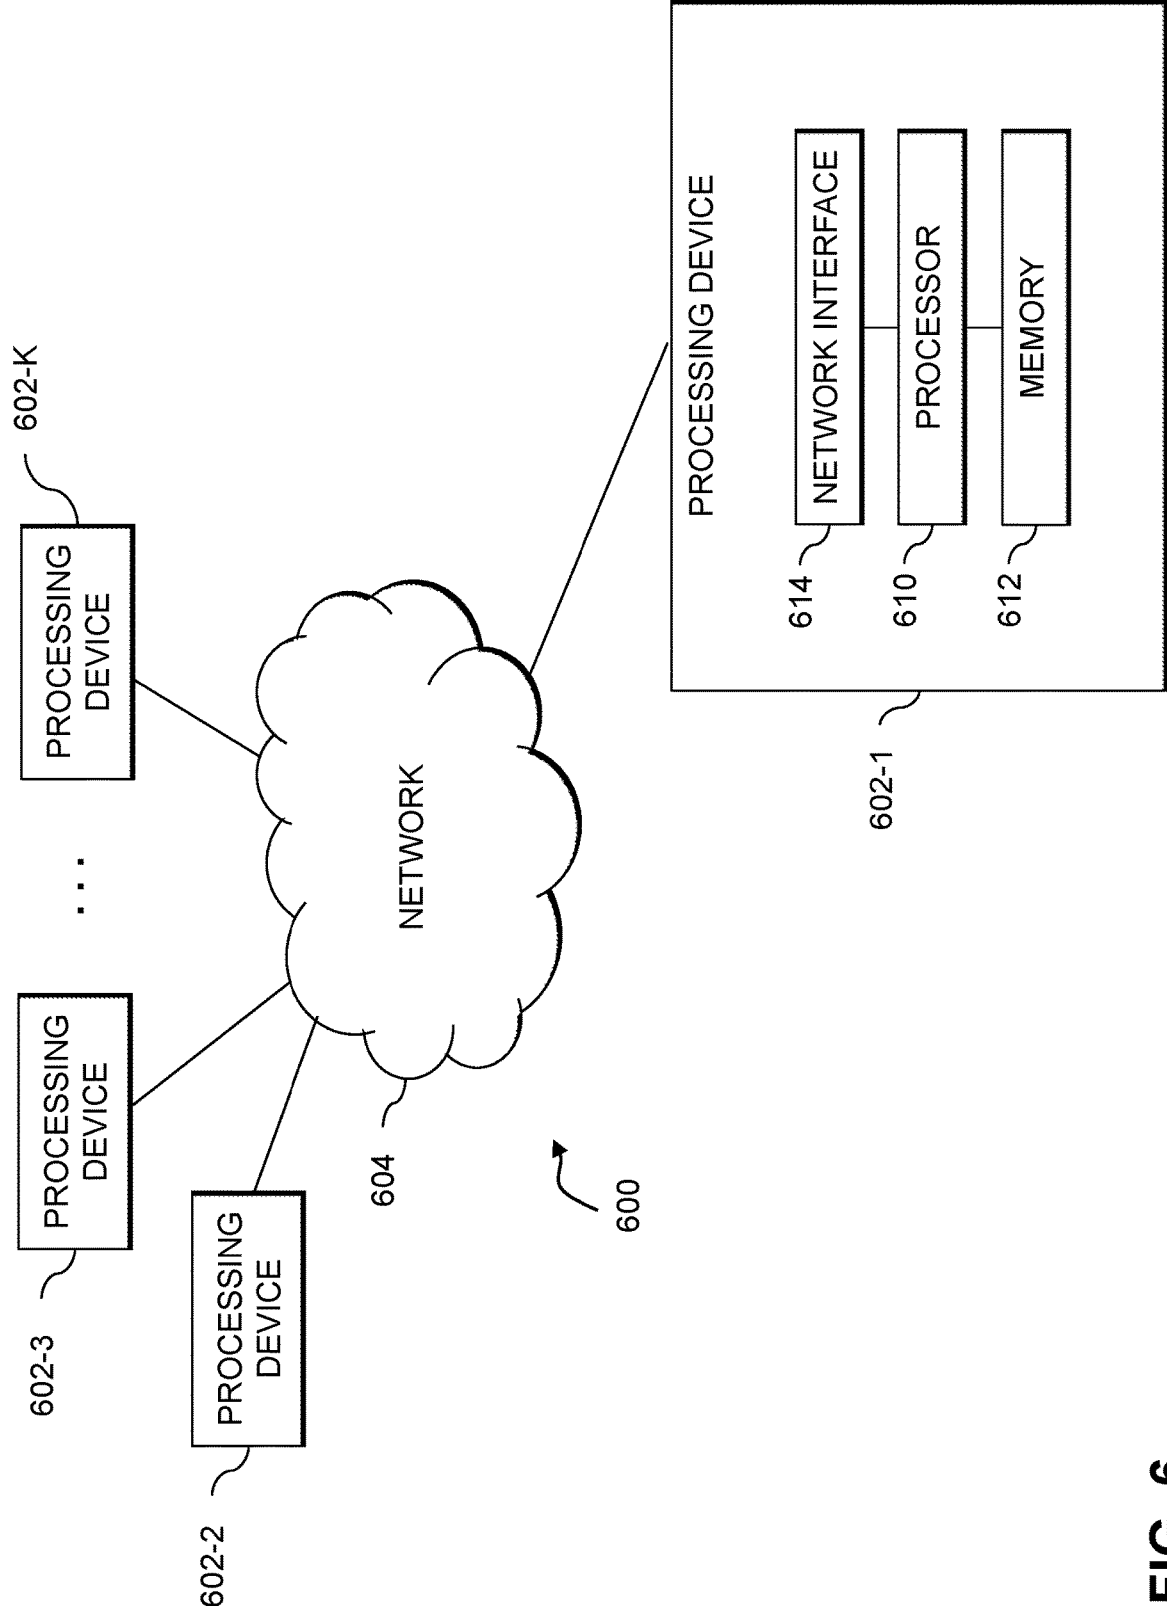 602-3
PROCESSING
DEVICE
. . .
602-K
PROCESSING
DEVICE
602-2
PROCESSING
DEVICE
604
NETWORK
600
602-1
PROCESSING DEVICE
614
NETWORK INTERFACE
610
PROCESSOR
612
MEMORY
FIG. 6